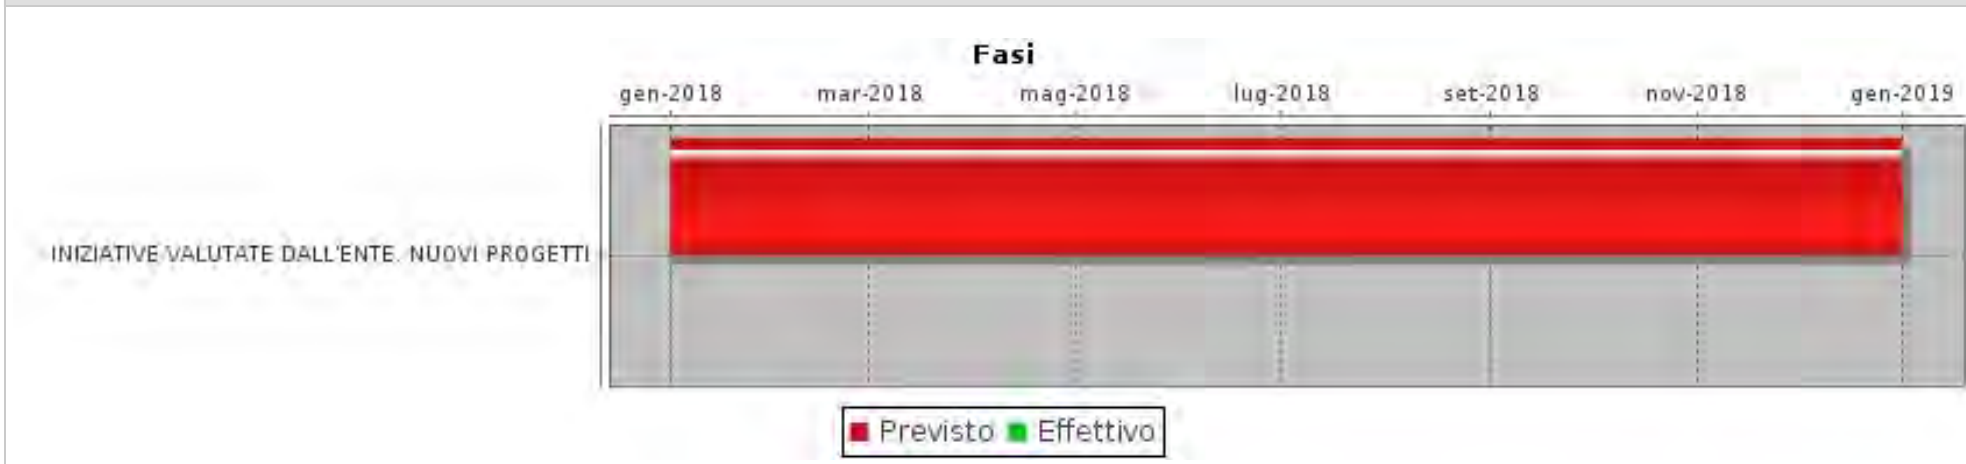 Fasi
gen-2018 mar-2018 mag-2018 lug-2018 set-2018 nov-2018 gen-2019
INIZIATIVE VALUTATE DALL'ENTE. NUOVI PROGETTI
Previsto Effettivo